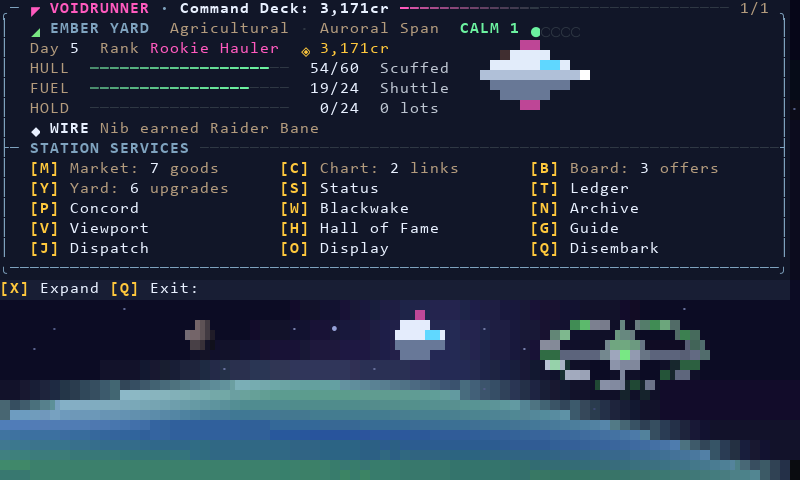 VOIDRUNNER · Command Deck: 3,171cr 1/1
EMBER YARD Agricultural · Auroral Span CALM 1 ●CCCC
Day 5 Rank Rookie Hauler ◈ 3,171cr
HULL 54/60 Scuffed
FUEL 19/24 Shuttle
HOLD 0/24 0 lots
◆ WIRE Nib earned Raider Bane
STATION SERVICES
[M] Market: 7 goods [C] Chart: 2 links [B] Board: 3 offers
[Y] Yard: 6 upgrades [S] Status [T] Ledger
[P] Concord [W] Blackwake [N] Archive
[V] Viewport [H] Hall of Fame [G] Guide
[J] Dispatch [O] Display [Q] Disembark
[X] Expand [Q] Exit: